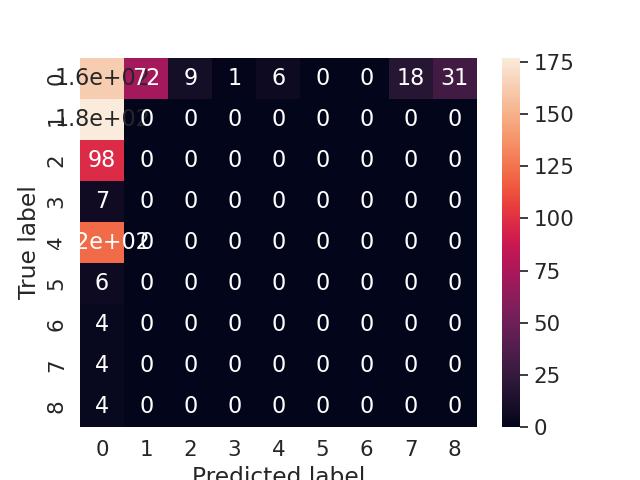 0 1.6e+02 72 9 1 6 0 0 18 31
1 1.8e+02 0 0 0 0 0 0 0 0
2 98 0 0 0 0 0 0 0 0
3 7 0 0 0 0 0 0 0 0
4 2e+02 0 0 0 0 0 0 0 0
5 6 0 0 0 0 0 0 0 0
6 4 0 0 0 0 0 0 0 0
7 4 0 0 0 0 0 0 0 0
8 4 0 0 0 0 0 0 0 0
0 1 2 3 4 5 6 7 8
Predicted label
True label
175
150
125
100
75
50
25
0